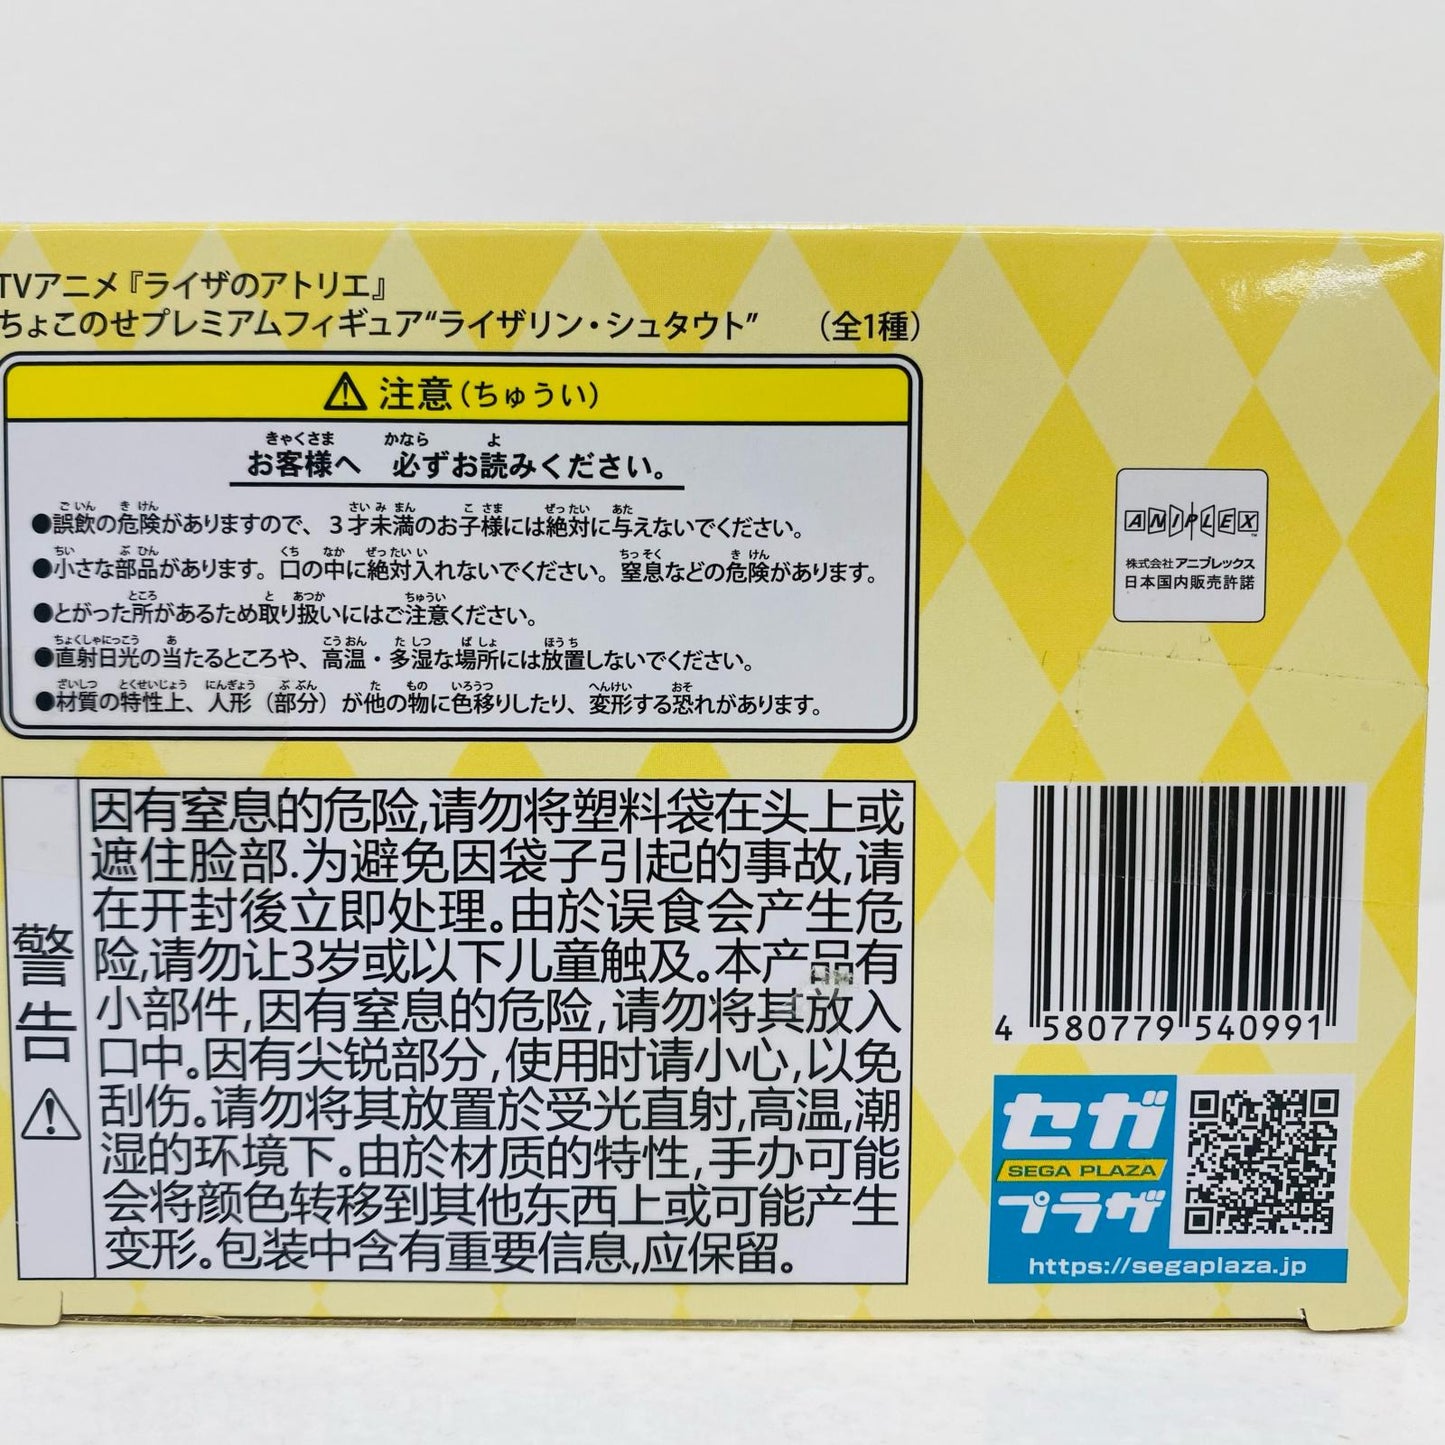 TVアニメ『ライザのアトリエ』
ちょこのせプレミアムフィギュア“ライザリン・シュタウト” （全1種）
注意（ちゅうい）
お客様へ 必ずお読みください。
●誤飲の危険がありますので、3才未満のお子様には絶対に与えないでください。
●小さな部品があります。口の中に絶対入れないでください。窒息などの危険があります。
●とがった所があるため取り扱いにはご注意ください。
●直射日光の当たるところや、高温・多湿な場所には放置しないでください。
●材質の特性上、人形（部分）が他の物に色移りしたり、変形する恐れがあります。
ANIPLEX
株式会社アニプレックス
日本国内販売許諾
警告
因有窒息的危险,请勿将塑料袋在头上或
遮住脸部.为避免因袋子引起的事故,请
在开封後立即处理。由於误食会产生危
险,请勿让3岁或以下儿童触及。本产品有
小部件,因有窒息的危险,请勿将其放入
口中。因有尖锐部分,使用时请小心,以免
刮伤。请勿将其放置於受光直射,高温,潮
湿的环境下。由於材质的特性,手办可能
会将颜色转移到其他东西上或可能产生
变形。包装中含有重要信息,应保留。
4 580779 540991
セガ
SEGA PLAZA
プラザ
https://segaplaza.jp